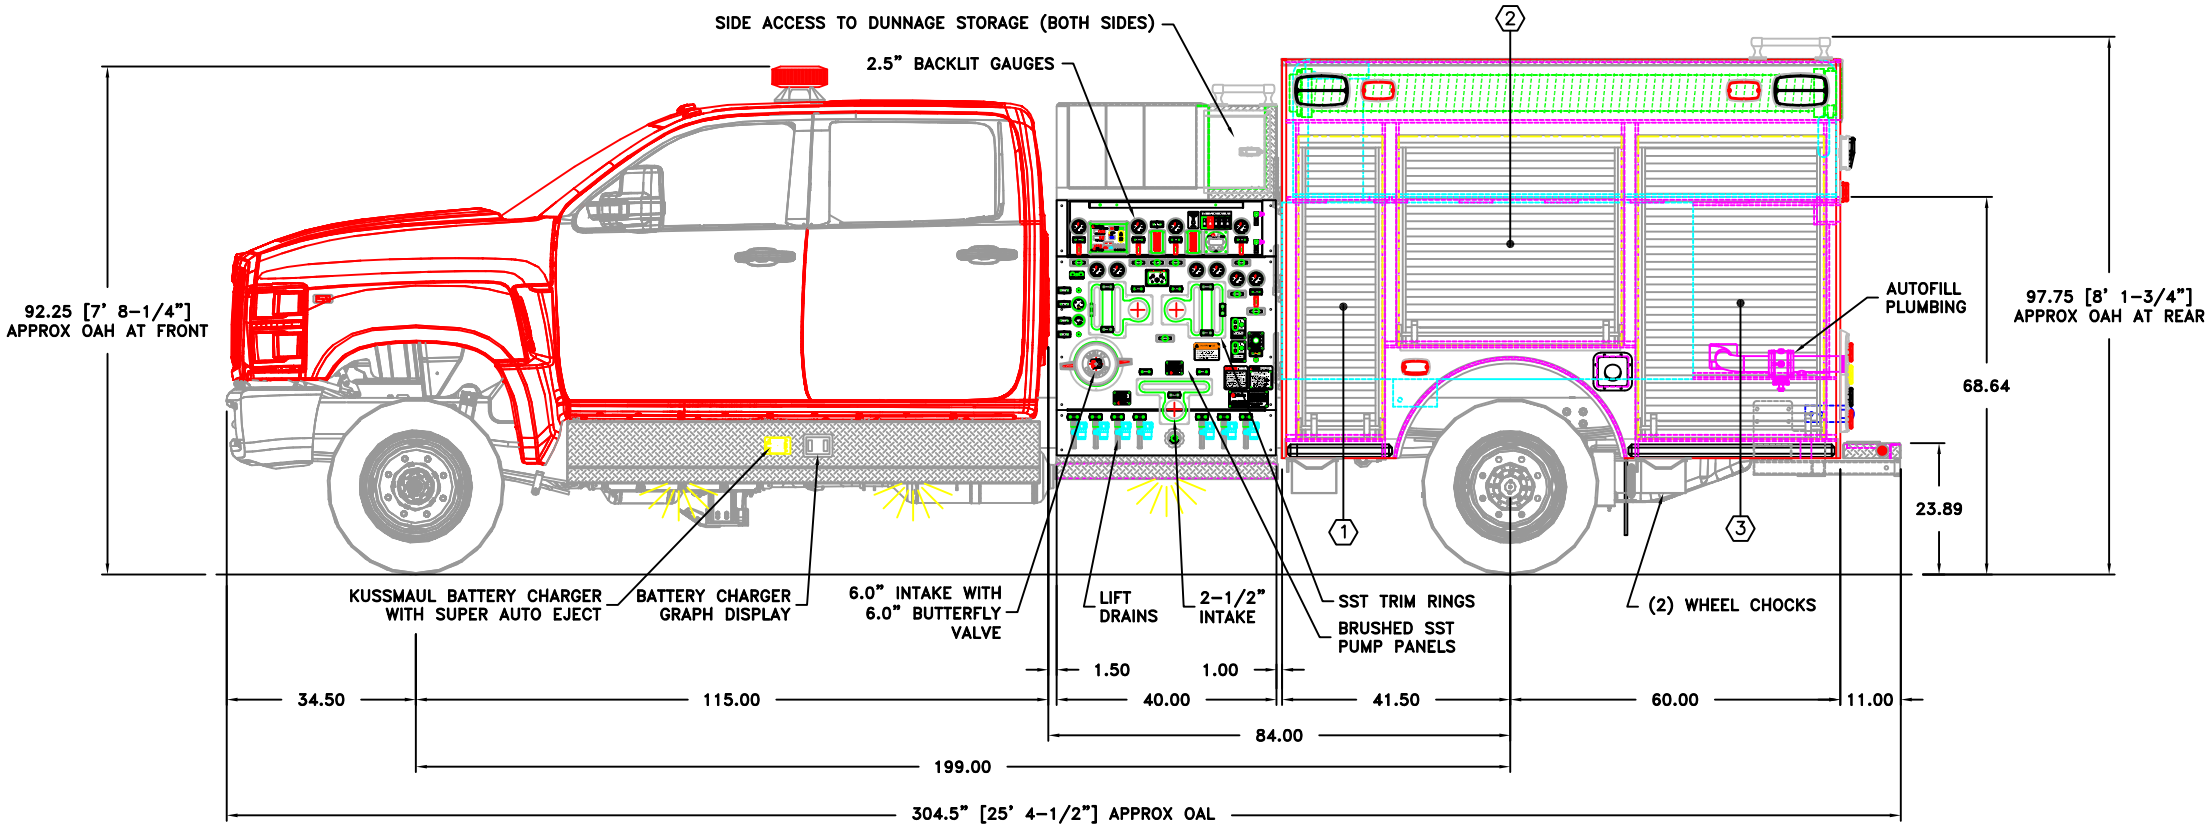 SIDE ACCESS TO DUNNAGE STORAGE (BOTH SIDES)
2
2.5” BACKLIT GAUGES
92.25 [7’ 8-1/4”]
APPROX OAH AT FRONT
AUTOFILL
PLUMBING
97.75 [8’ 1-3/4”]
APPROX OAH AT REAR
68.64
23.89
1
3
KUSSMAUL BATTERY CHARGER
WITH SUPER AUTO EJECT
BATTERY CHARGER
GRAPH DISPLAY
6.0” INTAKE WITH
6.0” BUTTERFLY
VALVE
LIFT
DRAINS
2-1/2”
INTAKE
SST TRIM RINGS
BRUSHED SST
PUMP PANELS
(2) WHEEL CHOCKS
1.50
1.00
34.50
115.00
40.00
41.50
60.00
11.00
84.00
199.00
304.5” [25’ 4-1/2”] APPROX OAL